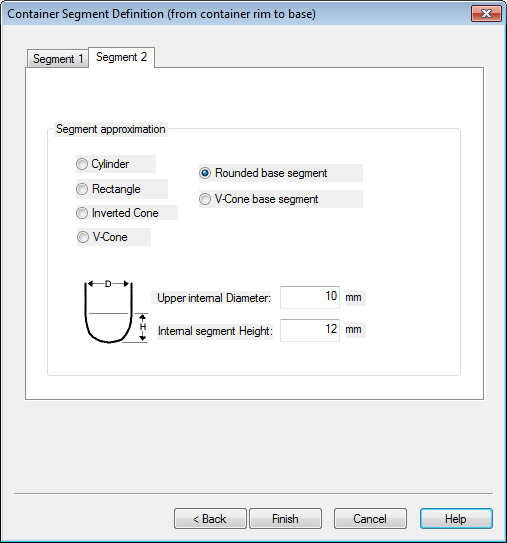 Container Segment Definition (from container rim to base)
Segment 1
Segment 2
Segment approximation
Cylinder
Rectangle
Inverted Cone
V-Cone
Rounded base segment
V-Cone base segment
D
H
Upper internal Diameter: 10 mm
Internal segment Height: 12 mm
< Back Finish Cancel Help